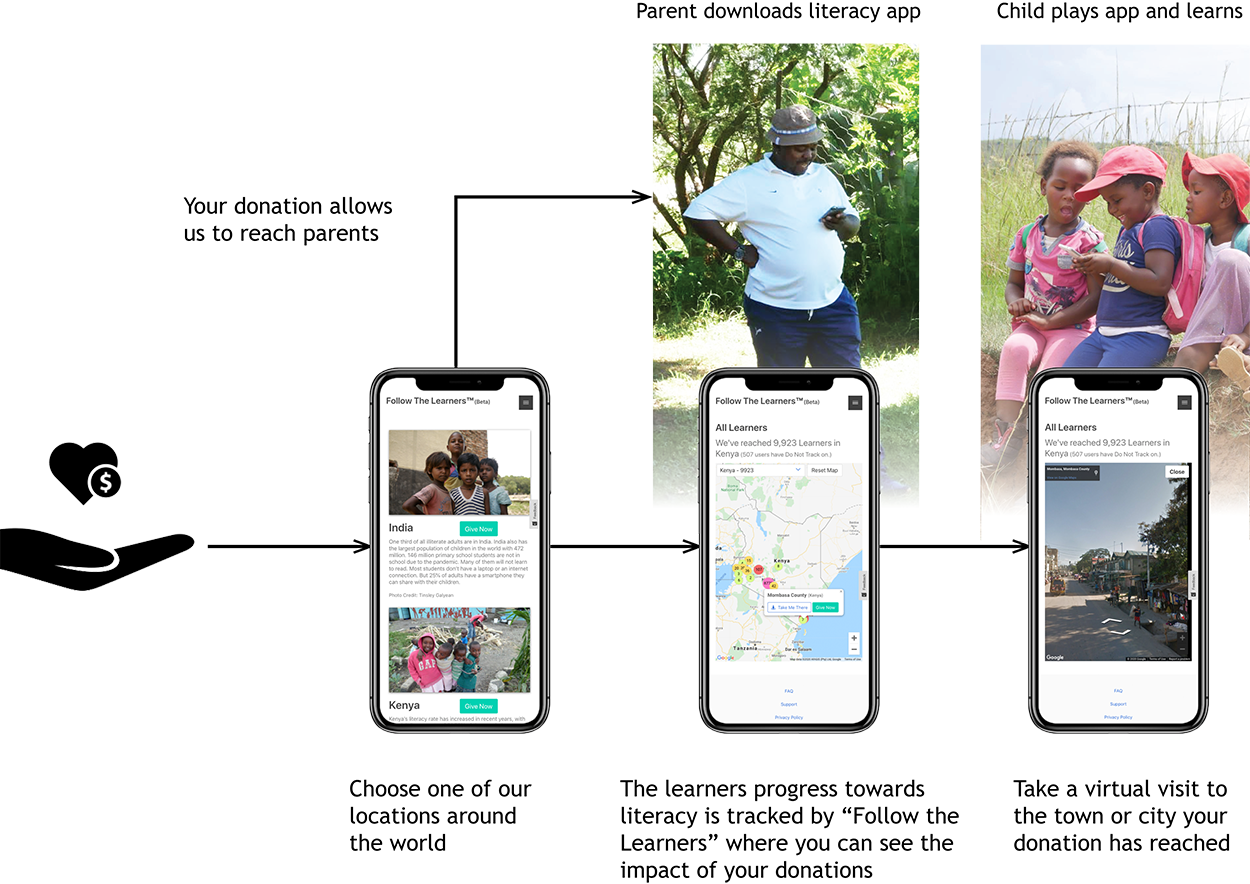 Parent downloads literacy app
Child plays app and learns
Your donation allows
us to reach parents
$
Follow The Learners™(Beta)
India
Give Now
One third of all illiterate adults are in India. India also has
the largest population of children in the world with 472
million. 146 million primary school students are not in
school due to the pandemic. Many of them will not learn
to read. Most students don't have a laptop or an internet
connection. But 25% of adults have a smartphone they
can share with their children.
Photo Credit: Tinsley Galyean
Feedback
GAP
Kenya
Give Now
Kenya's literacy rate has increased in recent years, with
Follow The Learners™(Beta)
All Learners
We've reached 9,923 Learners in
Kenya (507 users have Do Not Track on.)
Kenya - 9923
Reset Map
Kenya
Mombasa County (Kenya)
Take Me There
Give Now
Tanzania
Dar es Salaam
Google
Feedback
FAQ
Support
Privacy Policy
Follow The Learners™(Beta)
All Learners
We've reached 9,923 Learners in
Kenya (507 users have Do Not Track on.)
Mombasa, Mombasa County
Close
Feedback
Google
FAQ
Support
Privacy Policy
Choose one of our
locations around
the world
The learners progress towards
literacy is tracked by “Follow the
Learners” where you can see the
impact of your donations
Take a virtual visit to
the town or city your
donation has reached